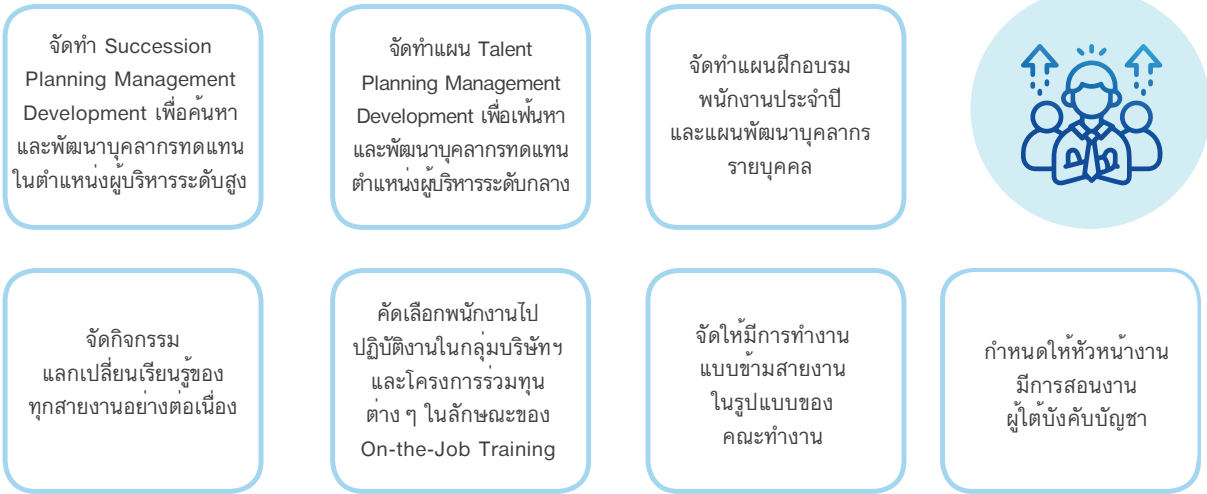 จัดทำ Succession
Planning Management
Development เพื่อค้นหา
และพัฒนาบุคลากรทดแทน
ในตำแหน่งผู้บริหารระดับสูง
จัดทำแผน Talent
Planning Management
Development เพื่อเฟ้นหา
และพัฒนาบุคลากรทดแทน
ตำแหน่งผู้บริหารระดับกลาง
จัดทำแผนฝึกอบรม
พนักงานประจำปี
และแผนพัฒนาบุคลากร
รายบุคคล
จัดกิจกรรม
แลกเปลี่ยนเรียนรู้ของ
ทุกสายงานอย่างต่อเนื่อง
คัดเลือกพนักงานไป
ปฏิบัติงานในกลุ่มบริษัทฯ
และโครงการร่วมทุน
ต่าง ๆ ในลักษณะของ
On-the-Job Training
จัดให้มีการทำงาน
แบบข้ามสายงาน
ในรูปแบบของ
คณะทำงาน
กำหนดให้หัวหน้างาน
มีการสอนงาน
ผู้ใต้บังคับบัญชา